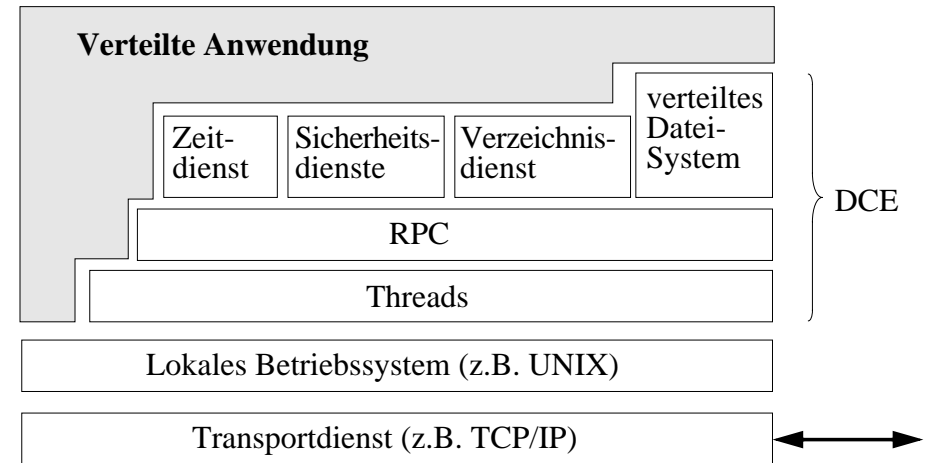 Verteilte Anwendung
Zeit-
dienst
Sicherheits-
dienste
Verzeichnis-
dienst
verteiltes
Datei-
System
DCE
RPC
Threads
Lokales Betriebssystem (z.B. UNIX)
Transportdienst (z.B. TCP/IP)